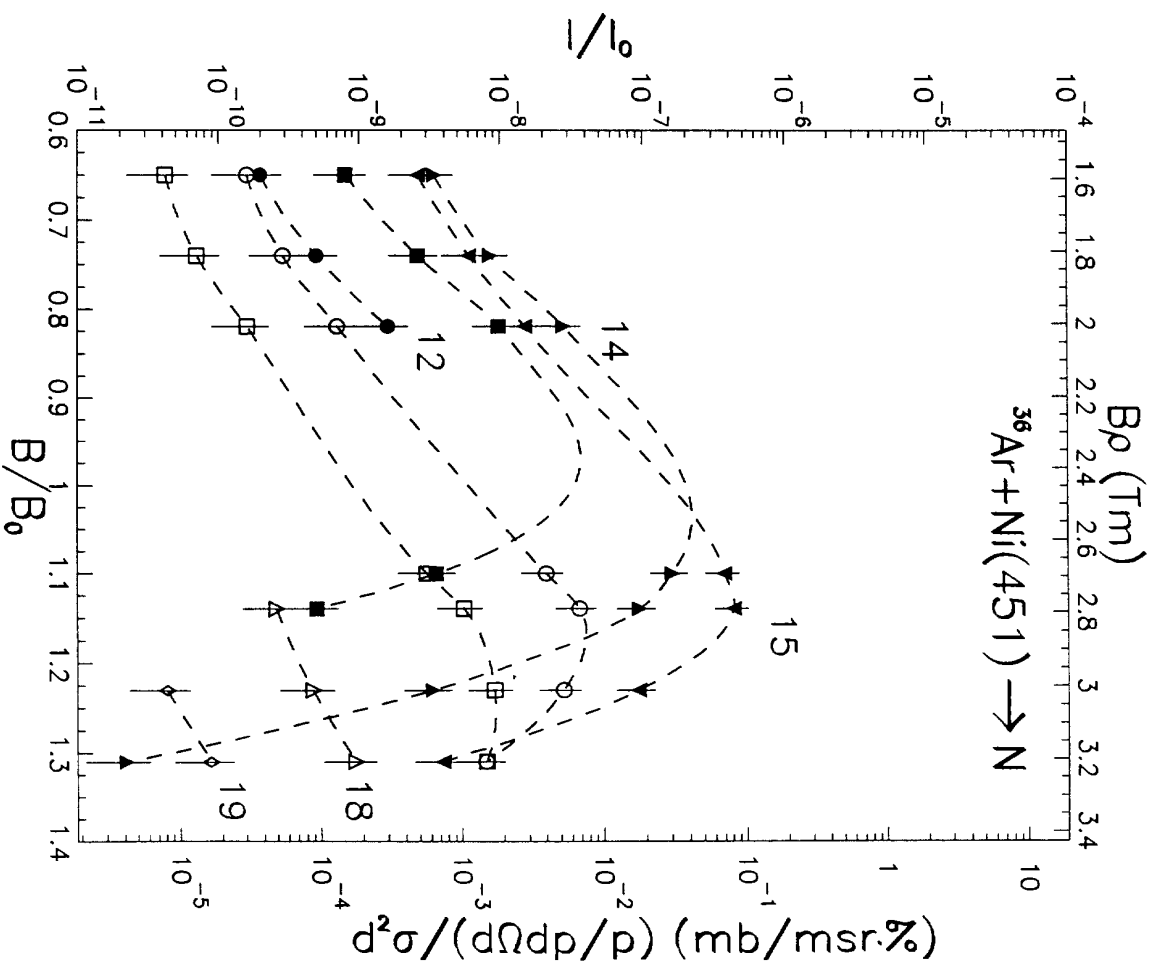 I/I₀
10⁻¹¹ 10⁻¹⁰ 10⁻⁹ 10⁻⁸ 10⁻⁷ 10⁻⁶ 10⁻⁵ 10⁻⁴
Bρ (Tm)
1.6 1.8 2 2.2 2.4 2.6 2.8 3 3.2 3.4
³⁶Ar+Ni(451) → N
14
12
15
18
19
0.6 0.7 0.8 0.9 1 1.1 1.2 1.3 1.4
B/B₀
10⁻⁵ 10⁻⁴ 10⁻³ 10⁻² 10⁻¹ 1 10
d²σ/(dΩdp/p) (mb/msr.%)